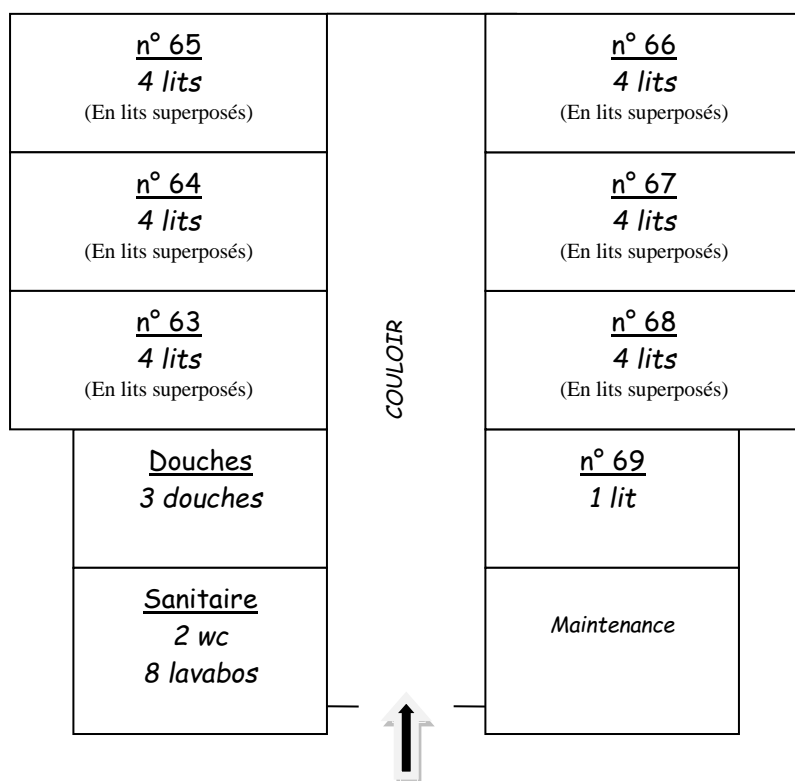 n° 65
4 lits
(En lits superposés)
n° 66
4 lits
(En lits superposés)
n° 64
4 lits
(En lits superposés)
n° 67
4 lits
(En lits superposés)
n° 63
4 lits
(En lits superposés)
COULOIR
n° 68
4 lits
(En lits superposés)
Douches
3 douches
n° 69
1 lit
Sanitaire
2 wc
8 lavabos
Maintenance